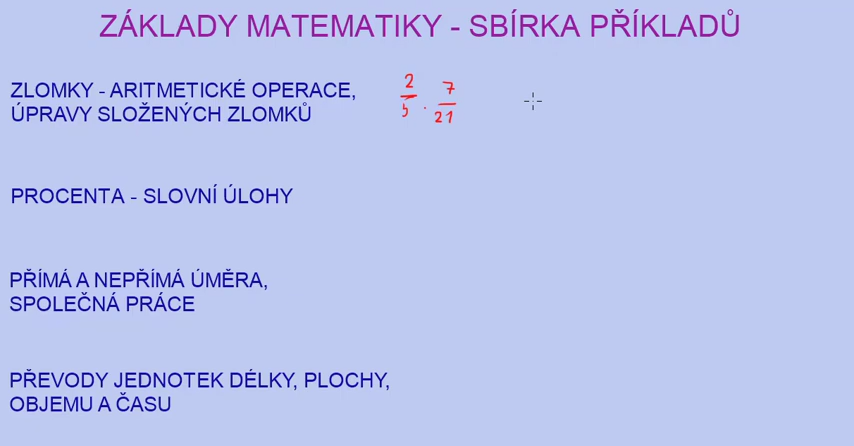 ZÁKLADY MATEMATIKY - SBÍRKA PŘÍKLADŮ
ZLOMKY - ARITMETICKÉ OPERACE,
ÚPRAVY SLOŽENÝCH ZLOMKŮ
2/5 · 7/21
PROCENTA - SLOVNÍ ÚLOHY
PŘÍMÁ A NEPŘÍMÁ ÚMĚRA,
SPOLEČNÁ PRÁCE
PŘEVODY JEDNOTEK DÉLKY, PLOCHY,
OBJEMU A ČASU